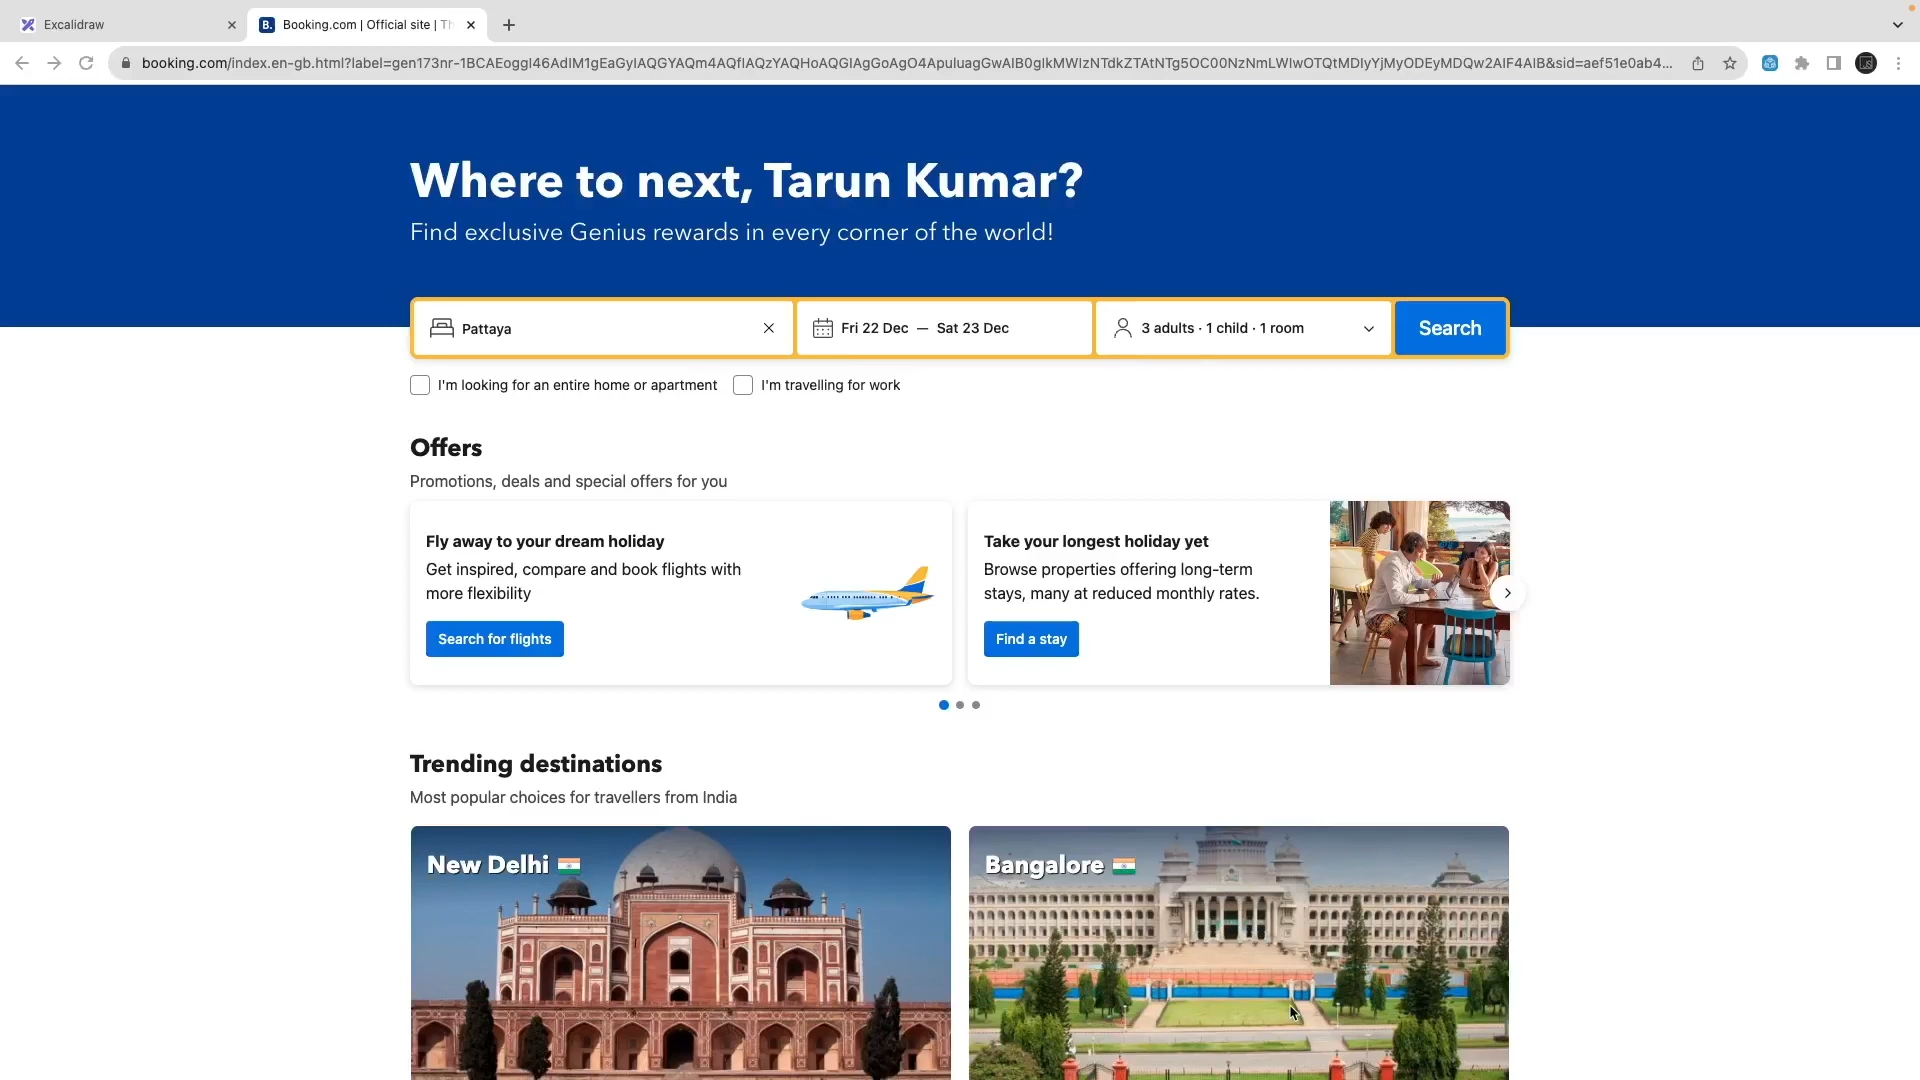 Excalidraw
Booking.com | Official site | Th
booking.com/index.en-gb.html?label=gen173nr-1BCAEoggI46AdIM1gEaGyIAQGYAQm4AQfIAQzYAQHoAQGIAgGoAgO4ApuIuagGwAIB0gIkMWIzNTdkZTAtNTg5OC00NzNmLWIwOTQtMDIyYjMyODEyMDQw2AIF4AIB&sid=aef51e0ab4...
Where to next, Tarun Kumar?
Find exclusive Genius rewards in every corner of the world!
Pattaya
Fri 22 Dec — Sat 23 Dec
3 adults · 1 child · 1 room
Search
I'm looking for an entire home or apartment
I'm travelling for work
Offers
Promotions, deals and special offers for you
Fly away to your dream holiday
Get inspired, compare and book flights with
more flexibility
Search for flights
Take your longest holiday yet
Browse properties offering long-term
stays, many at reduced monthly rates.
Find a stay
Trending destinations
Most popular choices for travellers from India
New Delhi
Bangalore